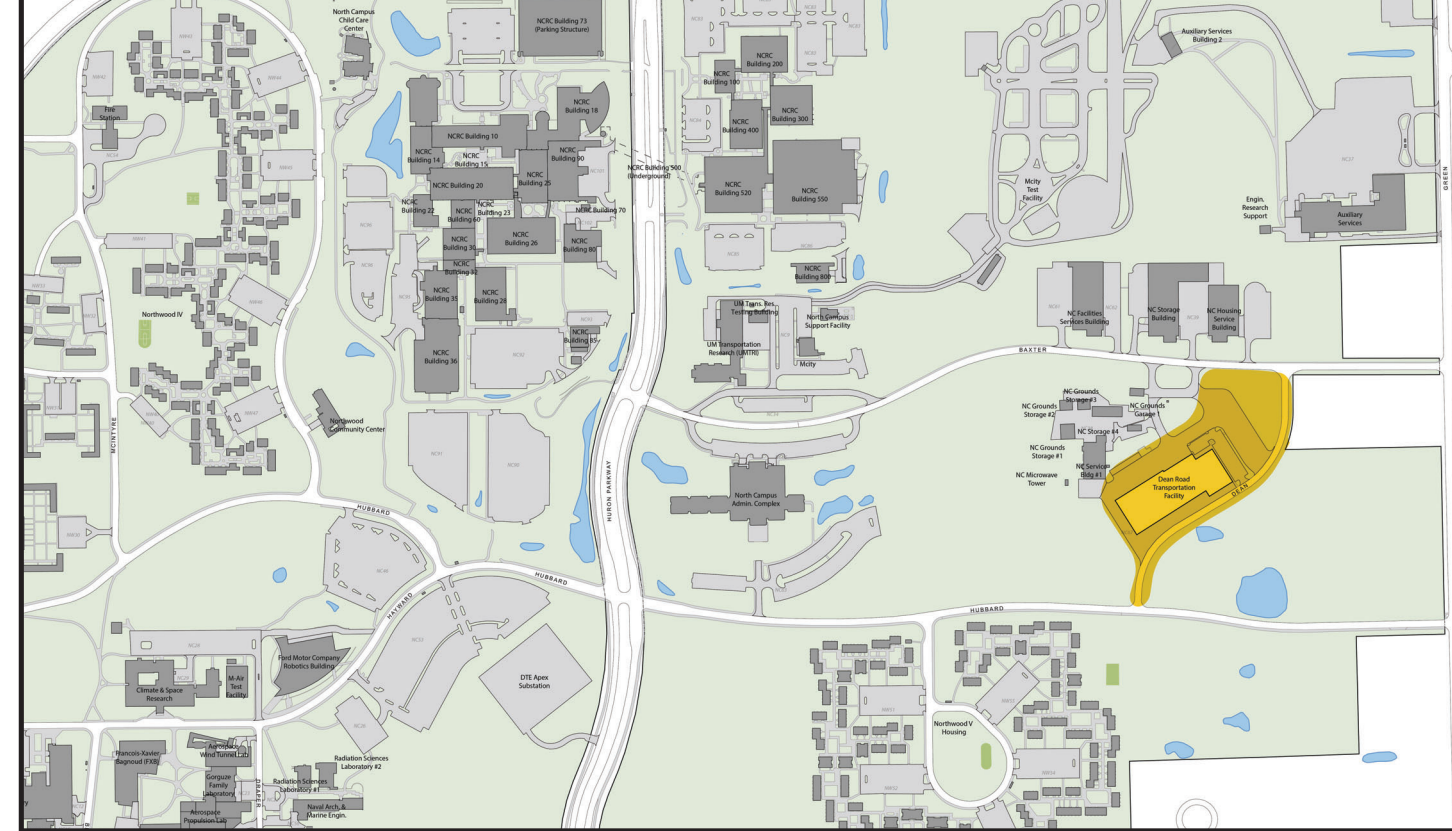 North Campus
Child Care
Center
NCRC Building 73
(Parking Structure)
NCRC
Building 200
NCRC
Building 100
NCRC
Building 300
NCRC
Building 400
Auxiliary Services
Building 2
Fire
Station
NCRC
Building 18
NCRC Building 10
NCRC
Building 14
NCRC
Building 15
NCRC
Building 90
NCRC Building 500
(Underground)
NCRC Building 20
NCRC
Building 25
NCRC
Building 520
NCRC
Building 550
Mcity
Test
Facility
Engin.
Research
Support
Auxiliary
Services
GREEN
NCRC
Building 22
NCRC
Building 23
NCRC
Building 60
NCRC Building 70
NCRC
Building 30
NCRC
Building 26
NCRC
Building 80
NCRC
Building 32
NCRC
Building 35
NCRC
Building 28
NCRC
Building 800
Northwood IV
UM Trans. Res.
Testing Building
North Campus
Support Facility
NC Facilities
Services Building
NC Storage
Building
NC Housing
Service
Building
NCRC
Building 36
NCRC
Building 85
UM Transportation
Research (UMTRI)
Mcity
BAXTER
NC Grounds
Storage #3
NC Grounds
Storage #2
NC Grounds
Garage 1
NC Storage #4
NC Grounds
Storage #1
NC Service
Bldg #1
NC Microwave
Tower
Northwood
Community Center
MCINTYRE
HURON PARKWAY
North Campus
Admin. Complex
Dean Road
Transportation
Facility
DEAN
HUBBARD
HUBBARD
HUBBARD
HAYWARD
Ford Motor Company
Robotics Building
Climate & Space
Research
M-Air
Test
Facility
DTE Apex
Substation
Northwood V
Housing
Francois-Xavier
Bagnoud (FXB)
Aerospace
Wind Tunnel Lab
Gorguze
Family
Laboratory
DRAPER
Radiation Sciences
Laboratory #2
Radiation Sciences
Laboratory #1
Naval Arch. &
Marine Engin.
Aerospace
Propulsion Lab